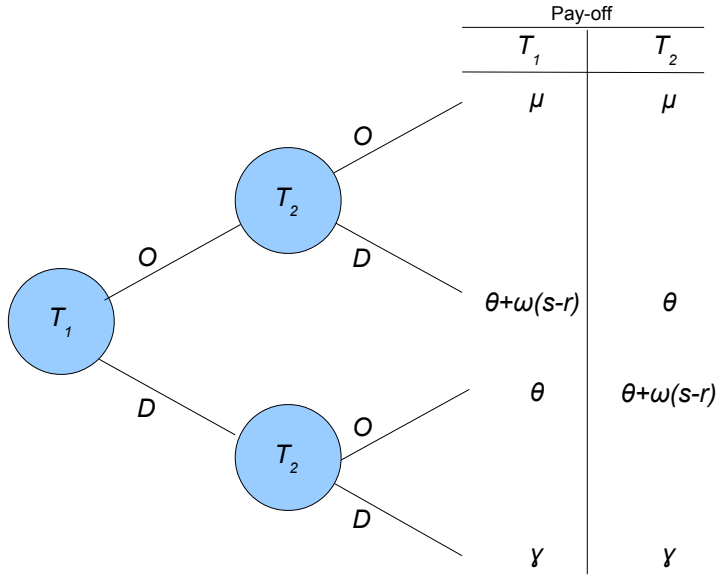 Pay-off
T₁ T₂
O μ μ
T₂
O D θ+ω(s-r) θ
T₁
D O θ θ+ω(s-r)
T₂
D γ γ